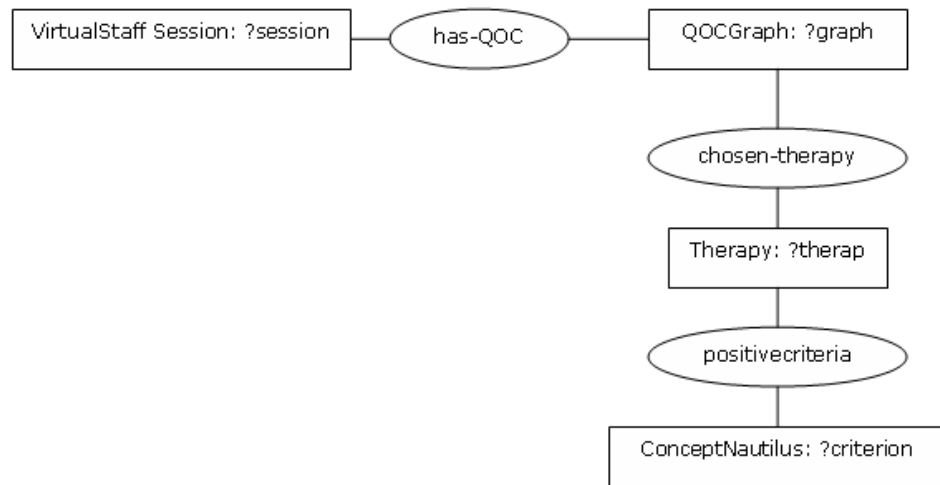 VirtualStaff Session: ?session
has-QOC
QOCGraph: ?graph
chosen-therapy
Therapy: ?therap
positivecriteria
ConceptNautilus: ?criterion